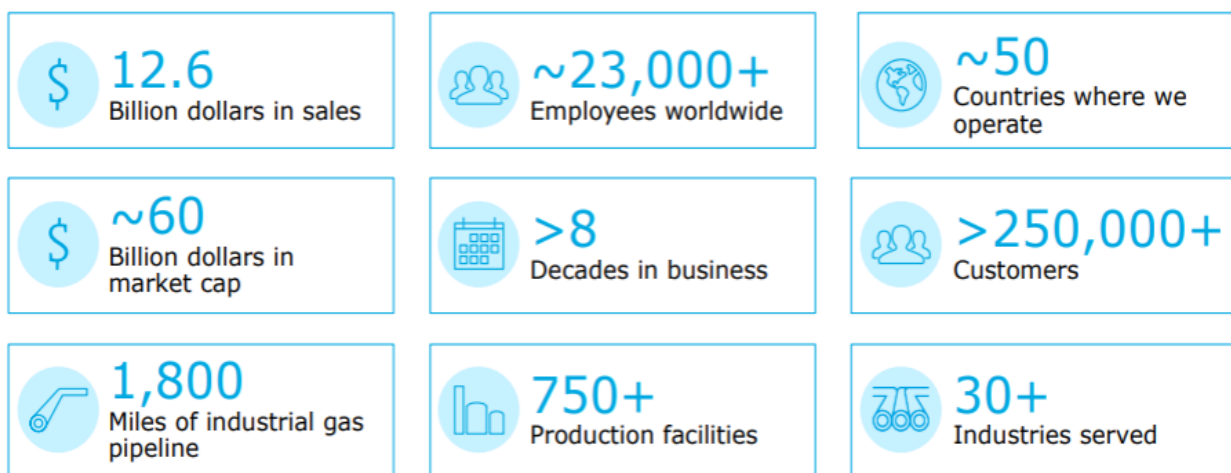 12.6
Billion dollars in sales
~23,000+
Employees worldwide
~50
Countries where we
operate
~60
Billion dollars in
market cap
>8
Decades in business
>250,000+
Customers
1,800
Miles of industrial gas
pipeline
750+
Production facilities
30+
Industries served